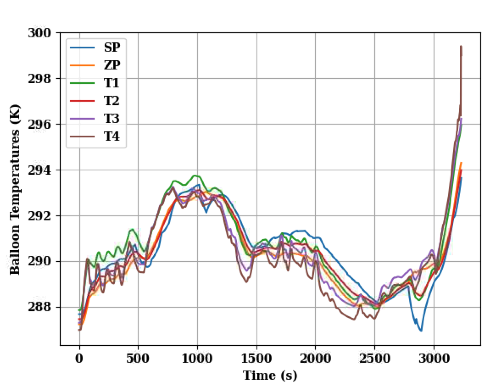 300
298
296
294
292
290
288
SP
ZP
T1
T2
T3
T4
Balloon Temperatures (K)
0 500 1000 1500 2000 2500 3000
Time (s)